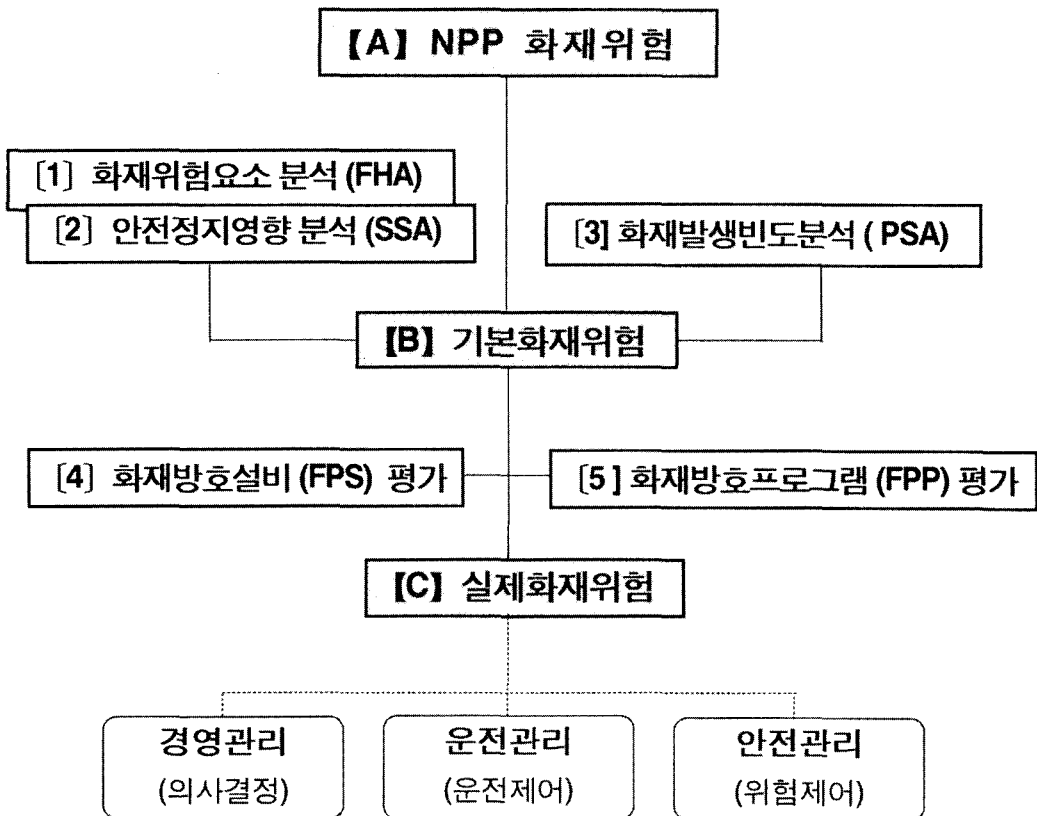 【A】 NPP 화재위험
〔1〕 화재위험요소 분석 (FHA)
〔2〕 안전정지영향 분석 (SSA)
〔3] 화재발생빈도분석 ( PSA)
【B】 기본화재위험
〔4〕 화재방호설비 (FPS) 평가
〔5 ] 화재방호프로그램 (FPP) 평가
【C】 실제화재위험
경영관리
(의사결정)
운전관리
(운전제어)
안전관리
(위험제어)